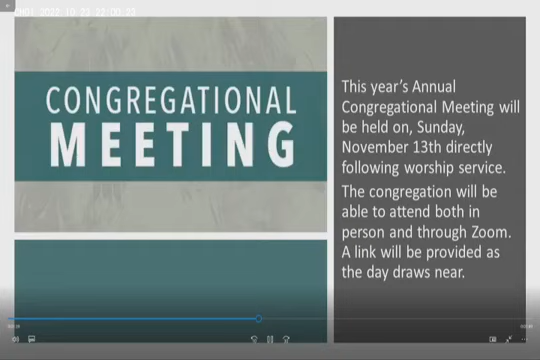 CONGREGATIONAL
MEETING
This year's Annual
Congregational Meeting will
be held on, Sunday,
November 13th directly
following worship service.
The congregation will be
able to attend both in
person and through Zoom.
A link will be provided as
the day draws near.